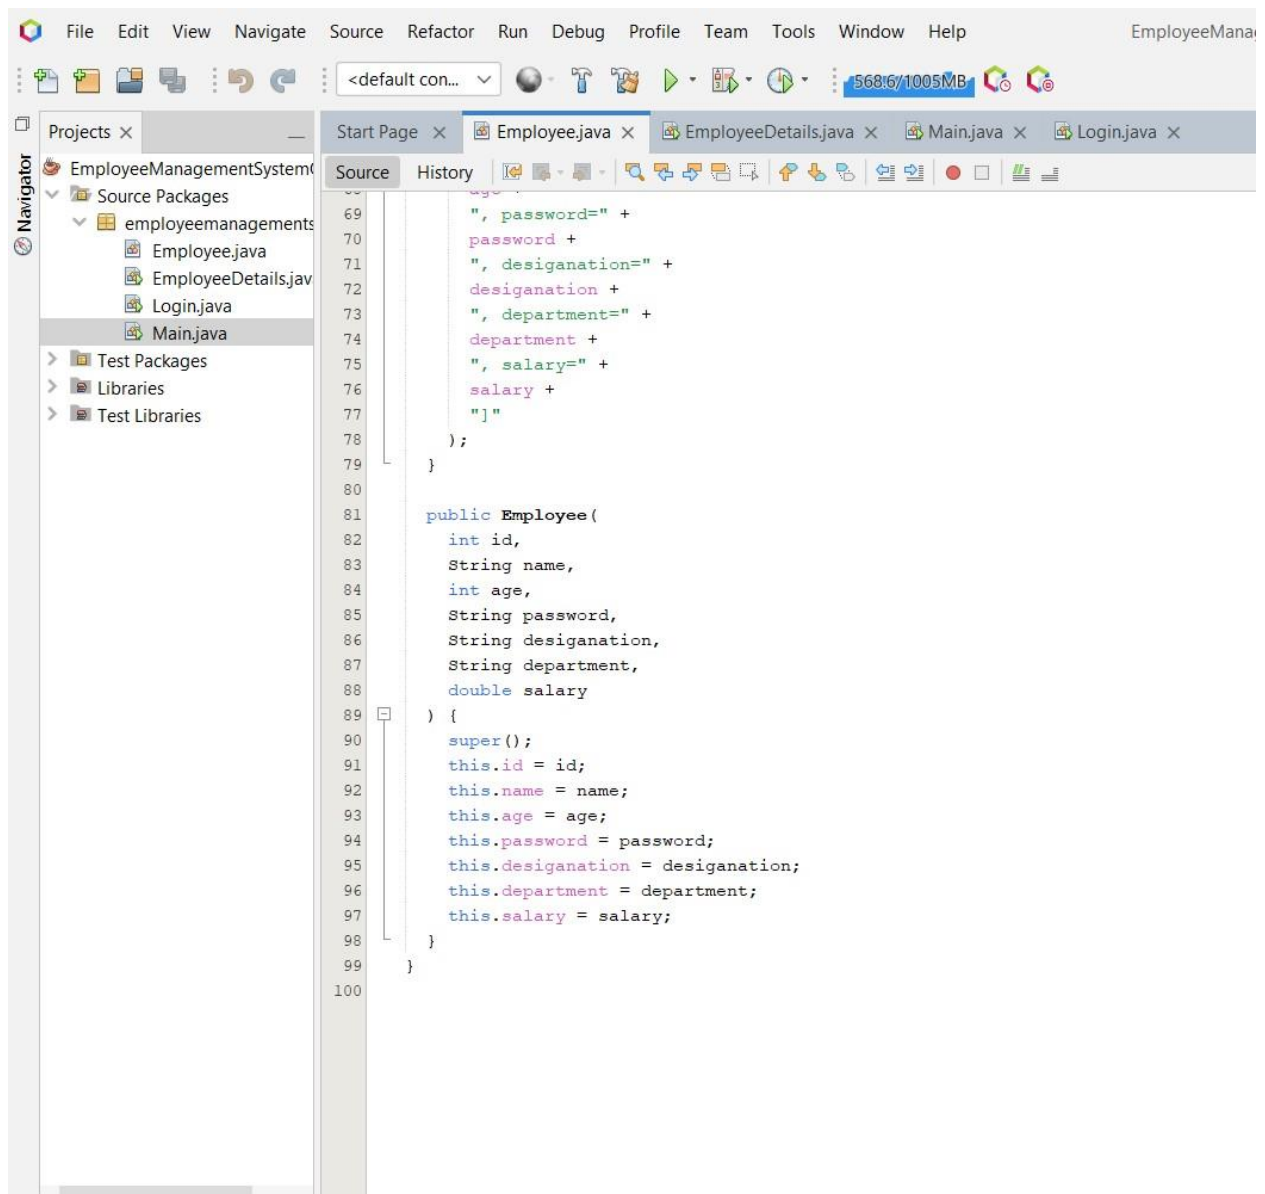 File Edit View Navigate Source Refactor Run Debug Profile Team Tools Window Help EmployeeMana
<default con... 568.6/1005MB
Projects
Start Page Employee.java EmployeeDetails.java Main.java Login.java
Navigator
EmployeeManagementSystem
Source Packages
employeemanagements
Employee.java
EmployeeDetails.jav
Login.java
Main.java
Test Packages
Libraries
Test Libraries
Source History
69 ", password=" +
70 password +
71 ", desiganation=" +
72 desiganation +
73 ", department=" +
74 department +
75 ", salary=" +
76 salary +
77 "]"
78 );
79 }
80
81 public Employee(
82 int id,
83 String name,
84 int age,
85 String password,
86 String desiganation,
87 String department,
88 double salary
89 ) {
90 super();
91 this.id = id;
92 this.name = name;
93 this.age = age;
94 this.password = password;
95 this.desiganation = desiganation;
96 this.department = department;
97 this.salary = salary;
98 }
99 }
100